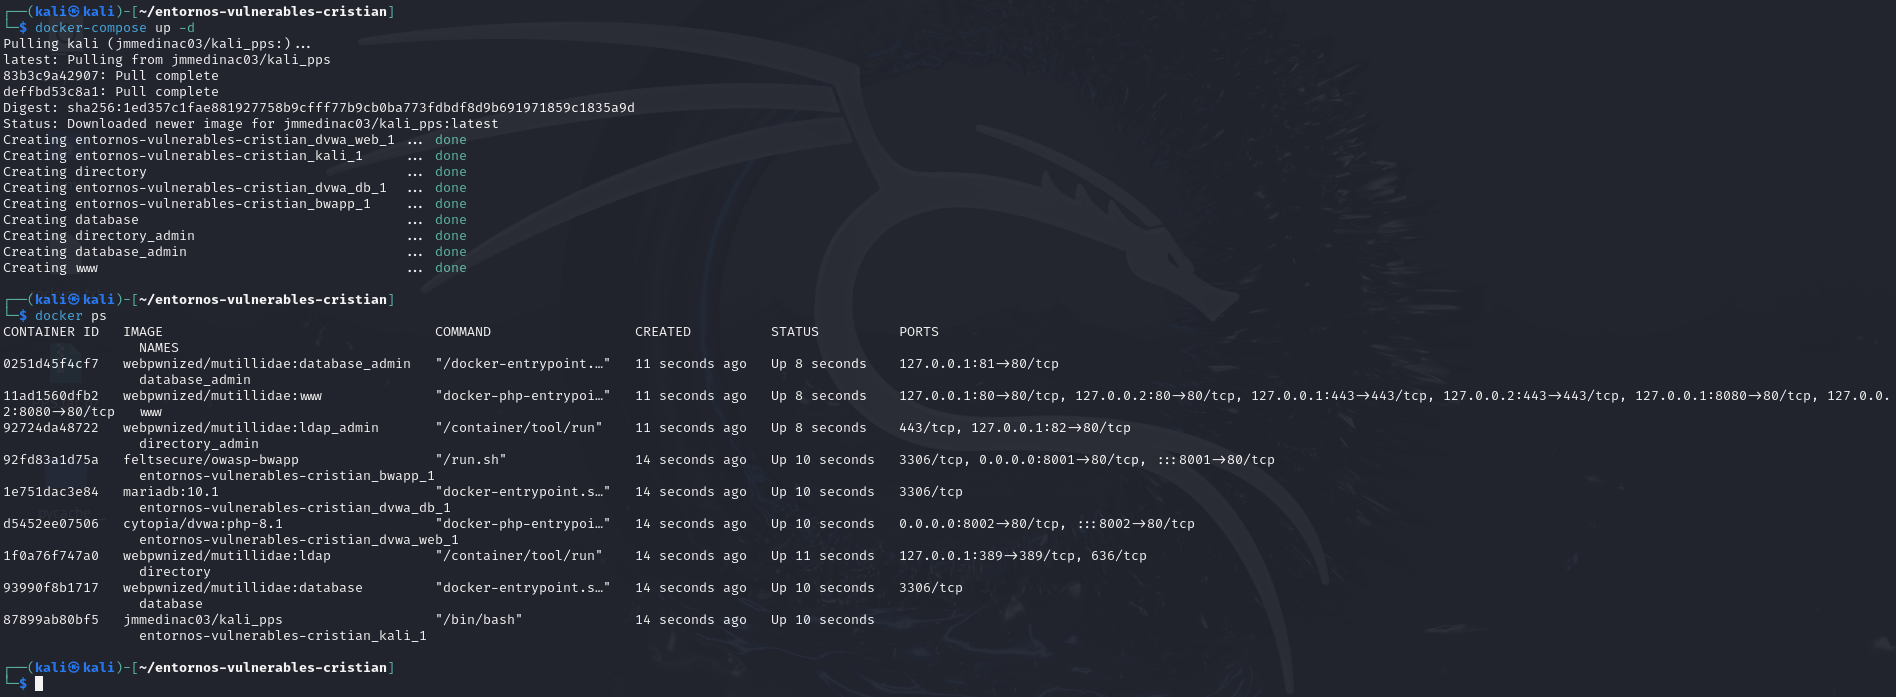 ┌──(kali㉿kali)-[~/entornos-vulnerables-cristian]
└─$ docker-compose up -d
Pulling kali (jmmedinac03/kali_pps:)...
latest: Pulling from jmmedinac03/kali_pps
83b3c9a42907: Pull complete
deffbd53c8a1: Pull complete
Digest: sha256:1ed357c1fae881927758b9cfff77b9cb0ba773fdbdf8d9b691971859c1835a9d
Status: Downloaded newer image for jmmedinac03/kali_pps:latest
Creating entornos-vulnerables-cristian_dvwa_web_1 ... done
Creating entornos-vulnerables-cristian_kali_1 ... done
Creating directory ... done
Creating entornos-vulnerables-cristian_dvwa_db_1 ... done
Creating entornos-vulnerables-cristian_bwapp_1 ... done
Creating database ... done
Creating directory_admin ... done
Creating database_admin ... done
Creating www ... done
┌──(kali㉿kali)-[~/entornos-vulnerables-cristian]
└─$ docker ps
CONTAINER ID IMAGE COMMAND CREATED STATUS PORTS
NAMES
0251d45f4cf7 webpwnized/mutillidae:database_admin "/docker-entrypoint.…" 11 seconds ago Up 8 seconds 127.0.0.1:81->80/tcp
database_admin
11ad1560dfb2 webpwnized/mutillidae:www "docker-php-entrypoi…" 11 seconds ago Up 8 seconds 127.0.0.1:80->80/tcp, 127.0.0.2:80->80/tcp, 127.0.0.1:443->443/tcp, 127.0.0.2:443->443/tcp, 127.0.0.1:8080->80/tcp, 127.0.0.
2:8080->80/tcp www
92724da48722 webpwnized/mutillidae:ldap_admin "/container/tool/run" 11 seconds ago Up 8 seconds 443/tcp, 127.0.0.1:82->80/tcp
directory_admin
92fd83a1d75a feltsecure/owasp-bwapp "/run.sh" 14 seconds ago Up 10 seconds 3306/tcp, 0.0.0.0:8001->80/tcp, :::8001->80/tcp
entornos-vulnerables-cristian_bwapp_1
1e751dac3e84 mariadb:10.1 "docker-entrypoint.s…" 14 seconds ago Up 10 seconds 3306/tcp
entornos-vulnerables-cristian_dvwa_db_1
d5452ee07506 cytopia/dvwa:php-8.1 "docker-php-entrypoi…" 14 seconds ago Up 10 seconds 0.0.0.0:8002->80/tcp, :::8002->80/tcp
entornos-vulnerables-cristian_dvwa_web_1
1f0a76f747a0 webpwnized/mutillidae:ldap "/container/tool/run" 14 seconds ago Up 11 seconds 127.0.0.1:389->389/tcp, 636/tcp
directory
93990f8b1717 webpwnized/mutillidae:database "docker-entrypoint.s…" 14 seconds ago Up 10 seconds 3306/tcp
database
87899ab80bf5 jmmedinac03/kali_pps "/bin/bash" 14 seconds ago Up 10 seconds
entornos-vulnerables-cristian_kali_1
┌──(kali㉿kali)-[~/entornos-vulnerables-cristian]
└─$